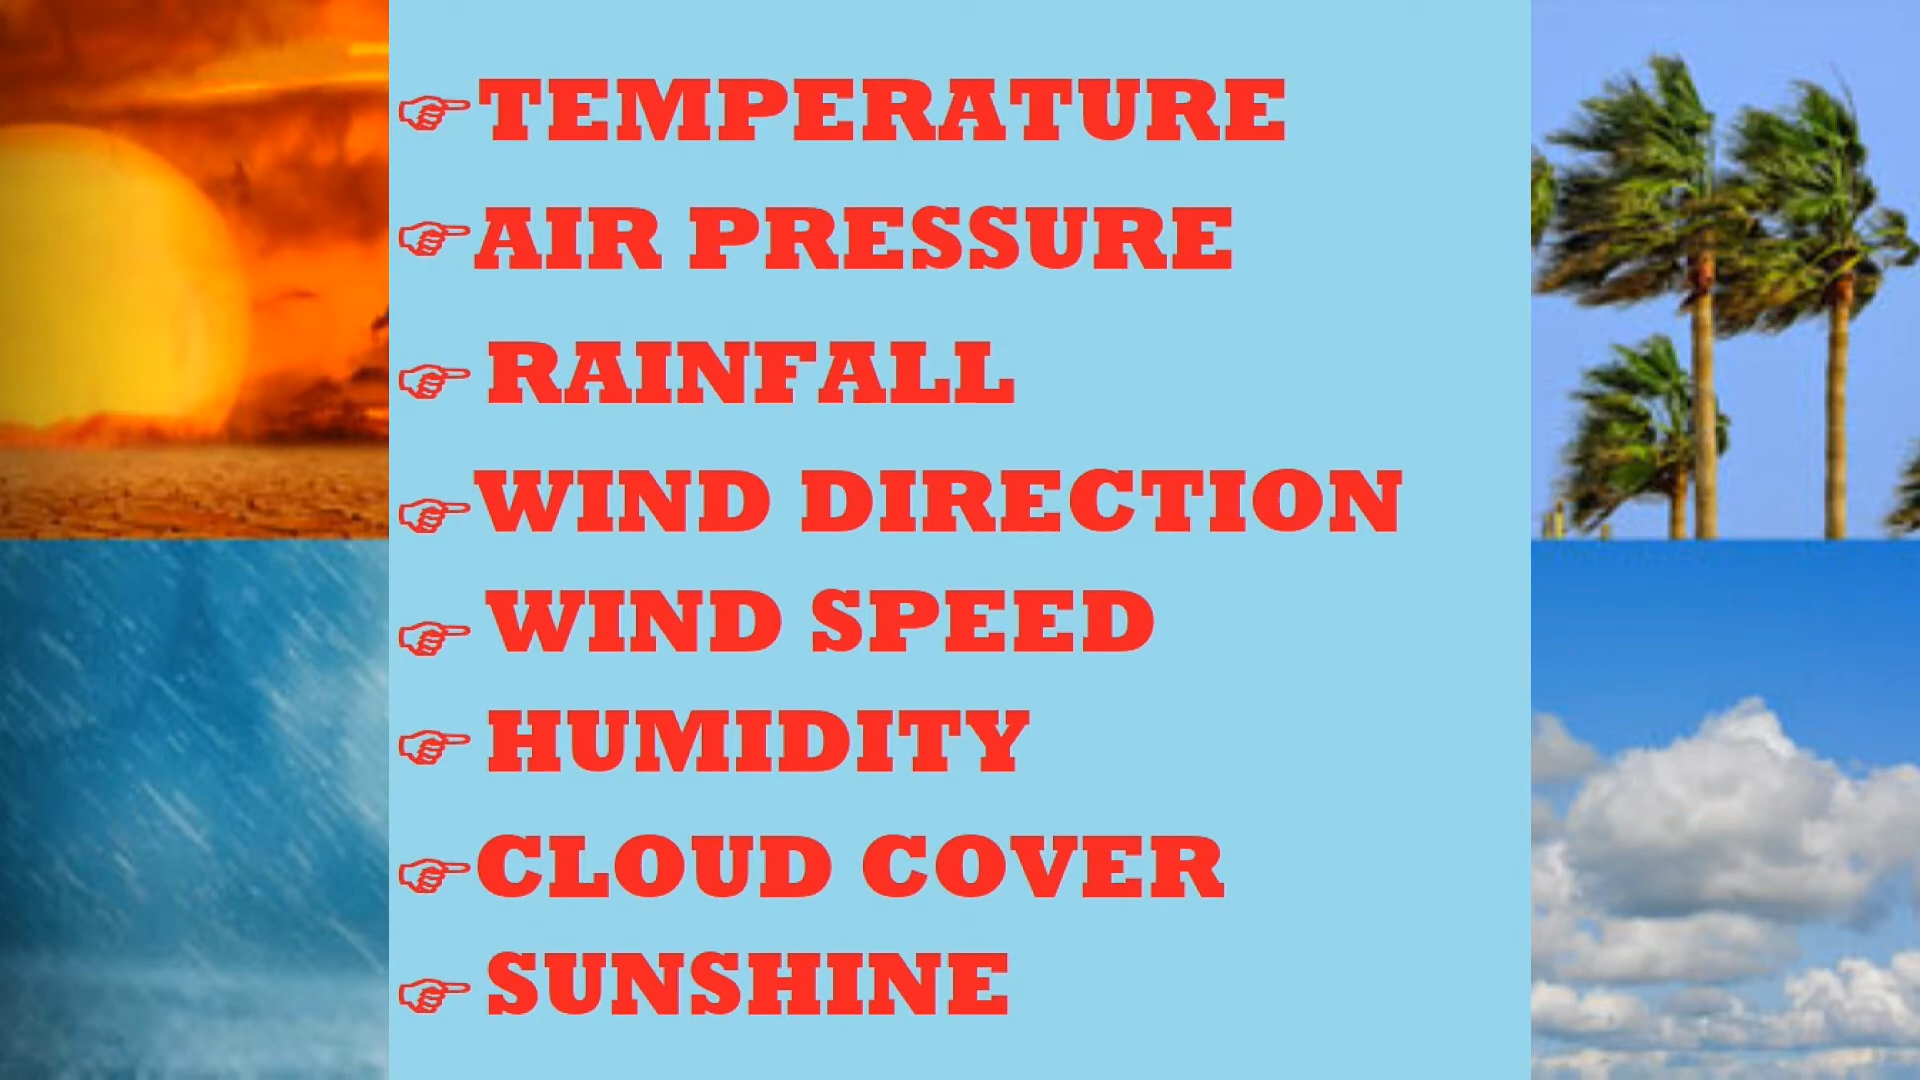 ☞TEMPERATURE
☞AIR PRESSURE
☞ RAINFALL
☞WIND DIRECTION
☞ WIND SPEED
☞ HUMIDITY
☞CLOUD COVER
☞ SUNSHINE